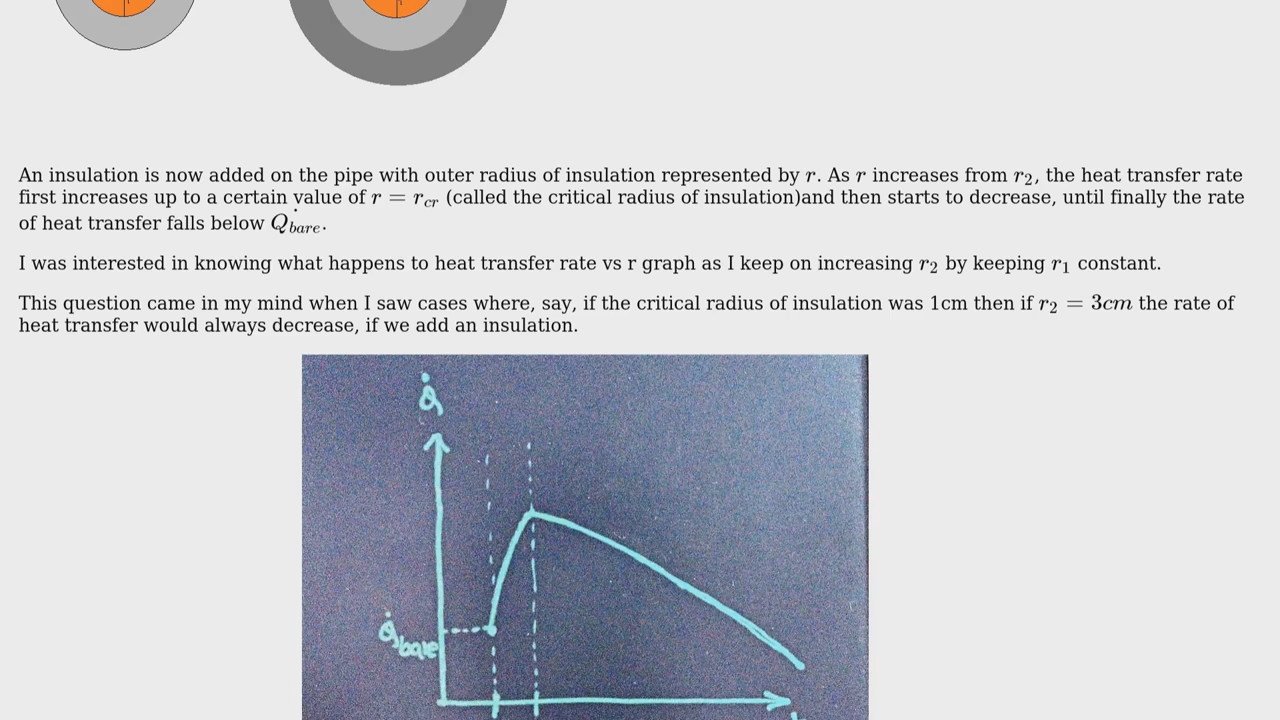 An insulation is now added on the pipe with outer radius of insulation represented by r. As r increases from r₂, the heat transfer rate
first increases up to a certain value of r = r_cr (called the critical radius of insulation)and then starts to decrease, until finally the rate
of heat transfer falls below Q̇_bare.
I was interested in knowing what happens to heat transfer rate vs r graph as I keep on increasing r₂ by keeping r₁ constant.
This question came in my mind when I saw cases where, say, if the critical radius of insulation was 1cm then if r₂ = 3cm the rate of
heat transfer would always decrease, if we add an insulation.
Q̇
Q̇bare